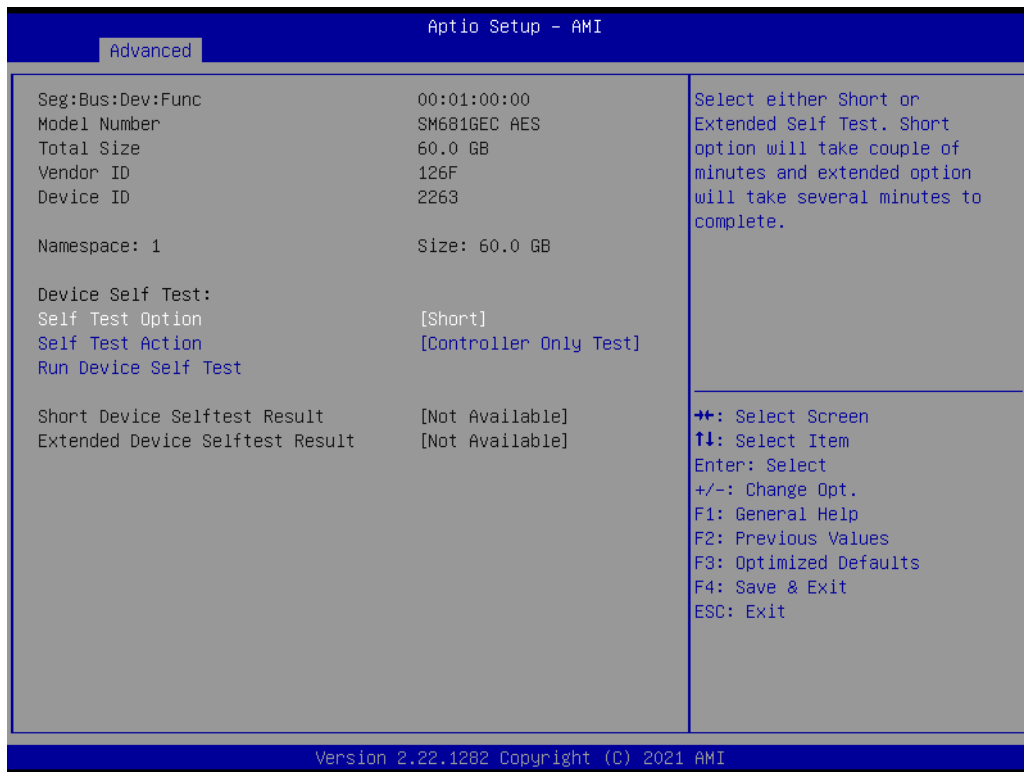 Aptio Setup – AMI
Advanced
Seg:Bus:Dev:Func 00:01:00:00
Model Number SM681GEC AES
Total Size 60.0 GB
Vendor ID 126F
Device ID 2263
Namespace: 1 Size: 60.0 GB
Device Self Test:
Self Test Option [Short]
Self Test Action [Controller Only Test]
Run Device Self Test
Short Device Selftest Result [Not Available]
Extended Device Selftest Result [Not Available]
Select either Short or
Extended Self Test. Short
option will take couple of
minutes and extended option
will take several minutes to
complete.
→←: Select Screen
↑↓: Select Item
Enter: Select
+/-: Change Opt.
F1: General Help
F2: Previous Values
F3: Optimized Defaults
F4: Save & Exit
ESC: Exit
Version 2.22.1282 Copyright (C) 2021 AMI